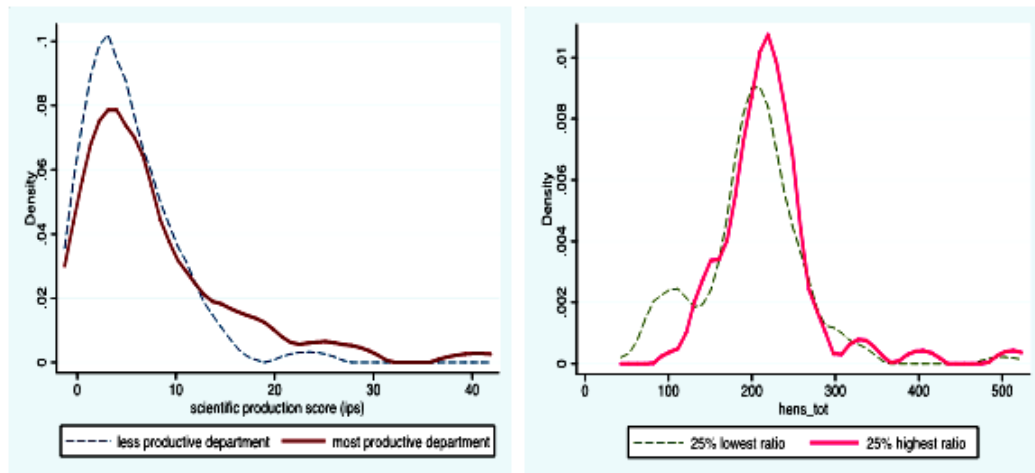 Density
.1
.08
.06
.04
.02
0
0 10 20 30 40
scientific production score (ips)
less productive department most productive department
Density
.01
.008
.006
.004
.002
0
0 100 200 300 400 500
hens_tot
25% lowest ratio 25% highest ratio